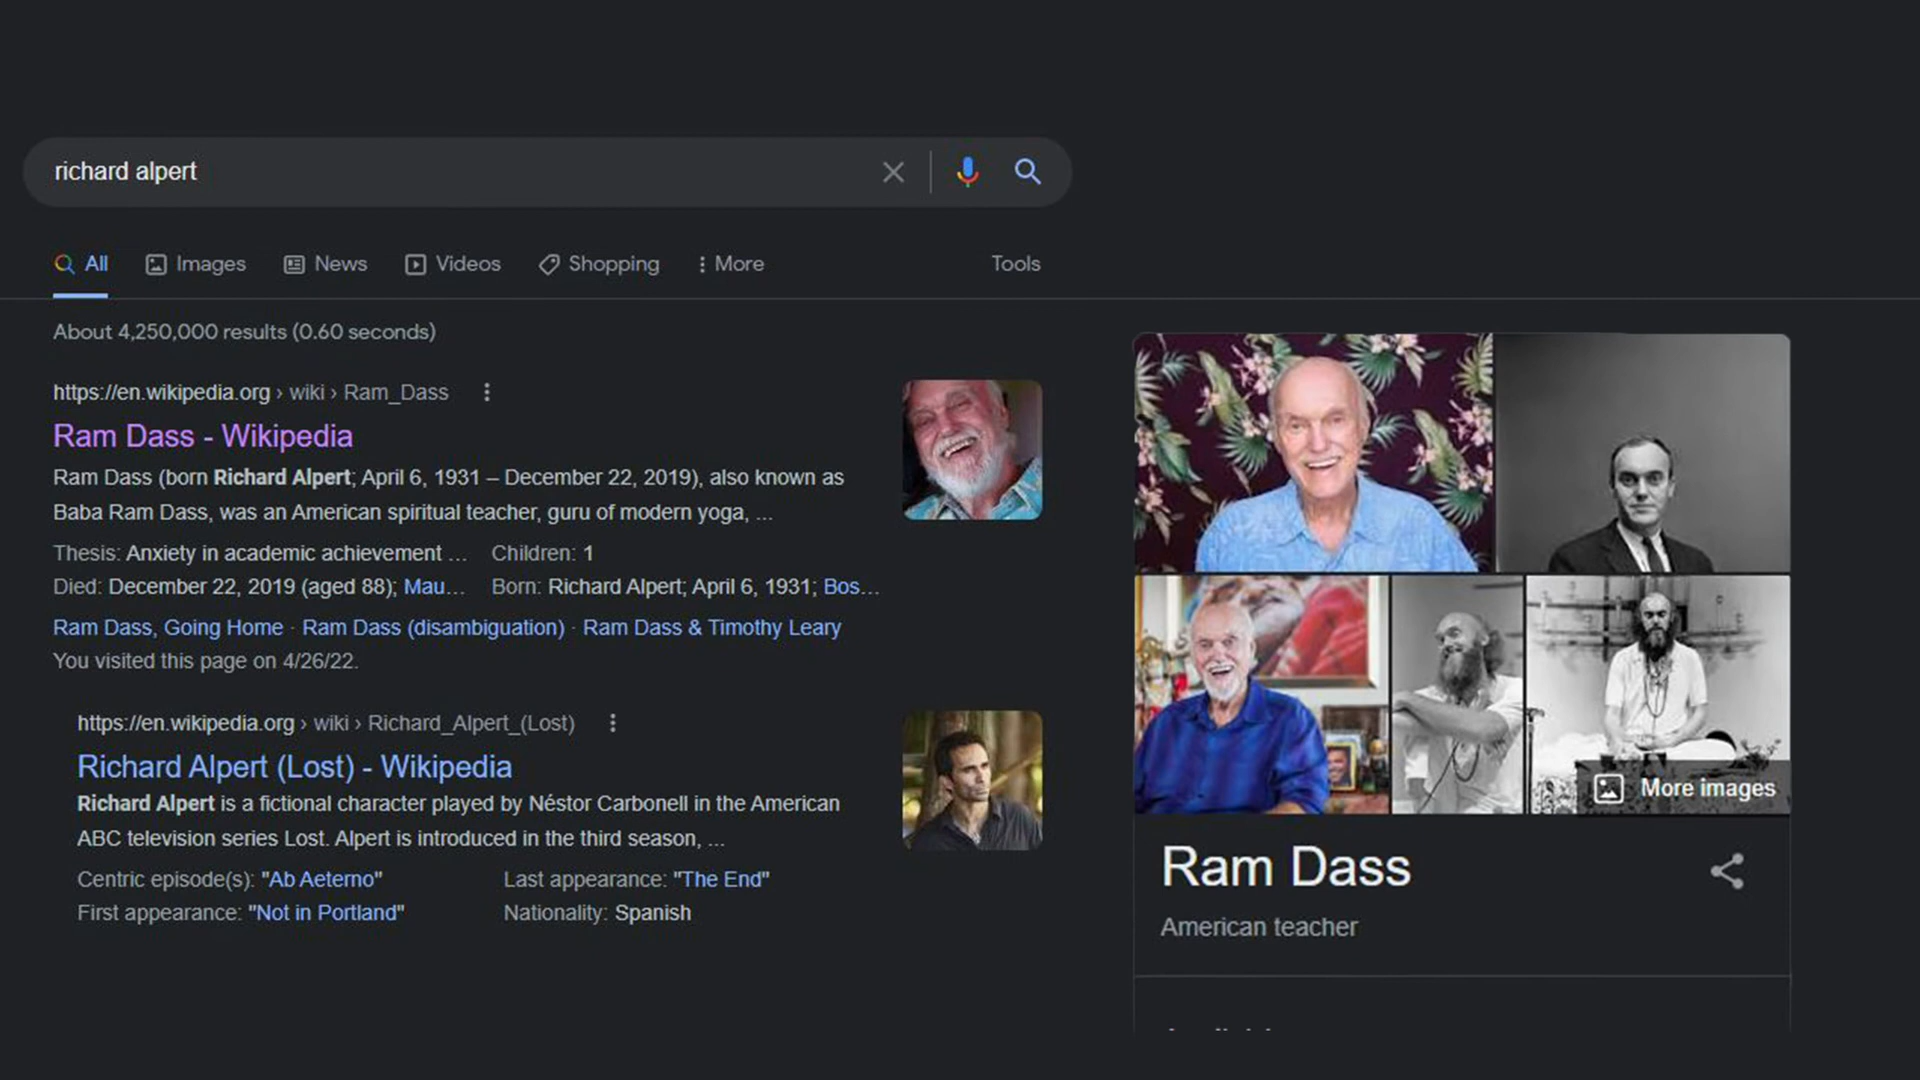 richard alpert
All Images News Videos Shopping More Tools
About 4,250,000 results (0.60 seconds)
https://en.wikipedia.org › wiki › Ram_Dass
Ram Dass - Wikipedia
Ram Dass (born Richard Alpert; April 6, 1931 – December 22, 2019), also known as
Baba Ram Dass, was an American spiritual teacher, guru of modern yoga, ...
Thesis: Anxiety in academic achievement ... Children: 1
Died: December 22, 2019 (aged 88); Mau... Born: Richard Alpert; April 6, 1931; Bos...
Ram Dass, Going Home · Ram Dass (disambiguation) · Ram Dass & Timothy Leary
You visited this page on 4/26/22.
https://en.wikipedia.org › wiki › Richard_Alpert_(Lost)
Richard Alpert (Lost) - Wikipedia
Richard Alpert is a fictional character played by Néstor Carbonell in the American
ABC television series Lost. Alpert is introduced in the third season, ...
Centric episode(s): "Ab Aeterno" Last appearance: "The End"
First appearance: "Not in Portland" Nationality: Spanish
More images
Ram Dass
American teacher